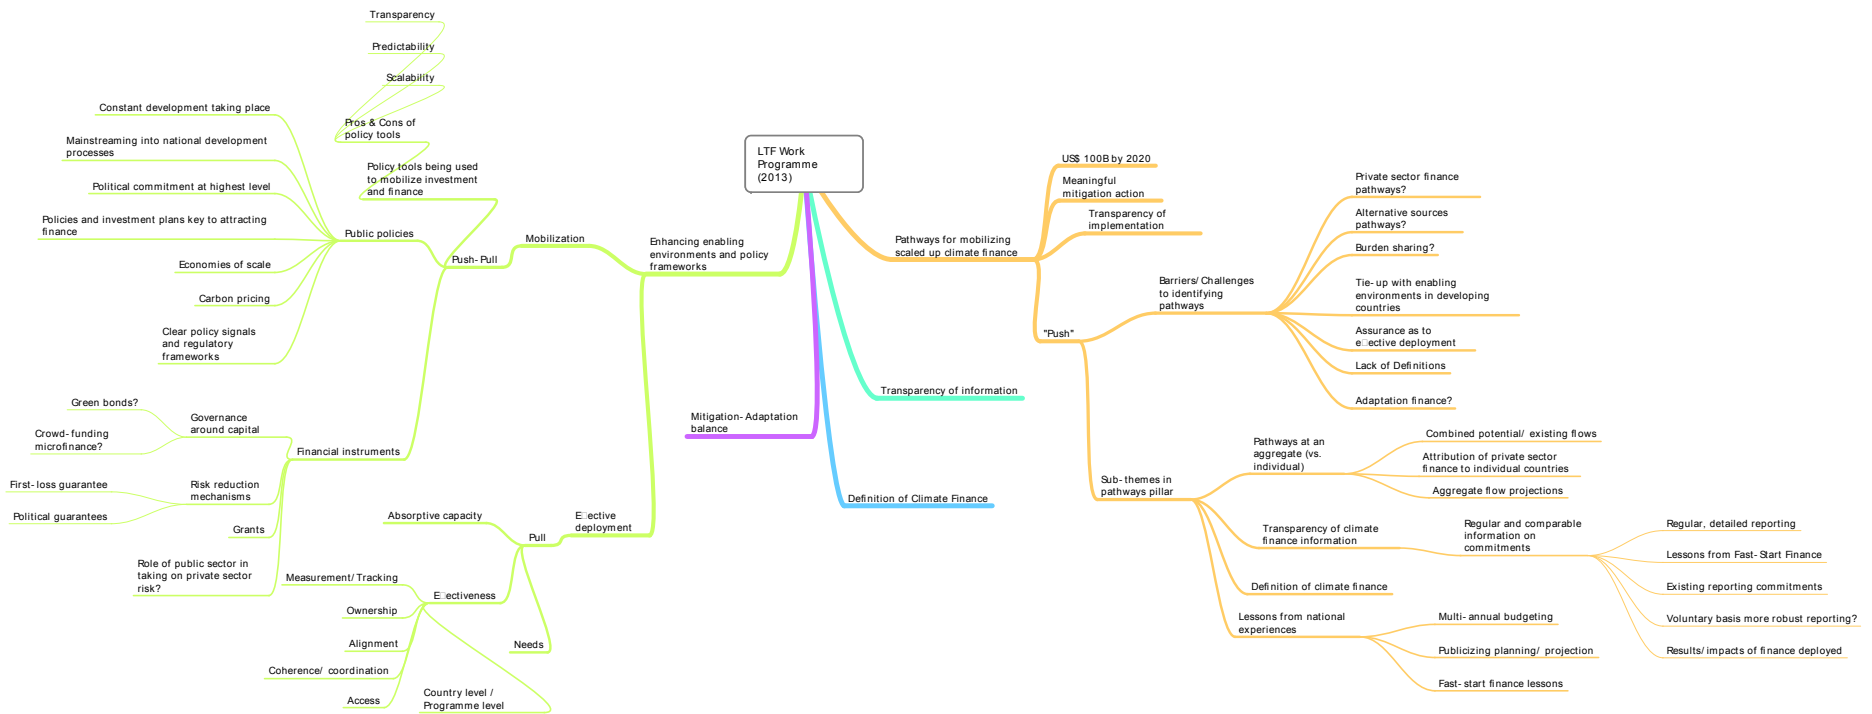 LTF Work
Programme
(2013)
Transparency
Predictability
Scalability
Pros & Cons of
policy tools
Policy tools being used
to mobilize investment
and finance
Constant development taking place
Mainstreaming into national development
processes
Political commitment at highest level
Policies and investment plans key to attracting
finance
Economies of scale
Carbon pricing
Clear policy signals
and regulatory
frameworks
Public policies
Push- Pull
Mobilization
Enhancing enabling
environments and policy
frameworks
Green bonds?
Crowd- funding
microfinance?
Governance
around capital
First- loss guarantee
Political guarantees
Risk reduction
mechanisms
Grants
Role of public sector in
taking on private sector
risk?
Financial instruments
Absorptive capacity
Measurement/ Tracking
Ownership
Alignment
Coherence/ coordination
Access
Country level /
Programme level
E□ectiveness
Needs
Pull
E□ective
deployment
Mitigation- Adaptation
balance
Transparency of information
Definition of Climate Finance
Pathways for mobilizing
scaled up climate finance
US$ 100B by 2020
Meaningful
mitigation action
Transparency of
implementation
"Push"
Barriers/ Challenges
to identifying
pathways
Private sector finance
pathways?
Alternative sources
pathways?
Burden sharing?
Tie- up with enabling
environments in developing
countries
Assurance as to
e□ective deployment
Lack of Definitions
Adaptation finance?
Sub- themes in
pathways pillar
Pathways at an
aggregate (vs.
individual)
Combined potential/ existing flows
Attribution of private sector
finance to individual countries
Aggregate flow projections
Transparency of climate
finance information
Regular and comparable
information on
commitments
Regular, detailed reporting
Lessons from Fast- Start Finance
Existing reporting commitments
Voluntary basis more robust reporting?
Results/ impacts of finance deployed
Definition of climate finance
Lessons from national
experiences
Multi- annual budgeting
Publicizing planning/ projection
Fast- start finance lessons